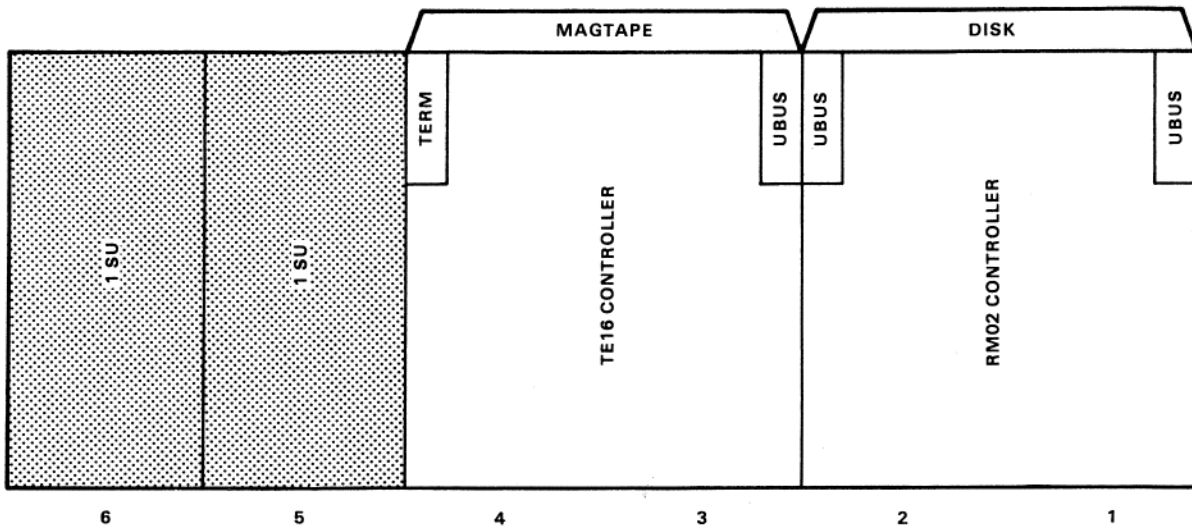 MAGTAPE
DISK
TERM
UBUS
UBUS
UBUS
1 SU
1 SU
TE16 CONTROLLER
RM02 CONTROLLER
6
5
4
3
2
1